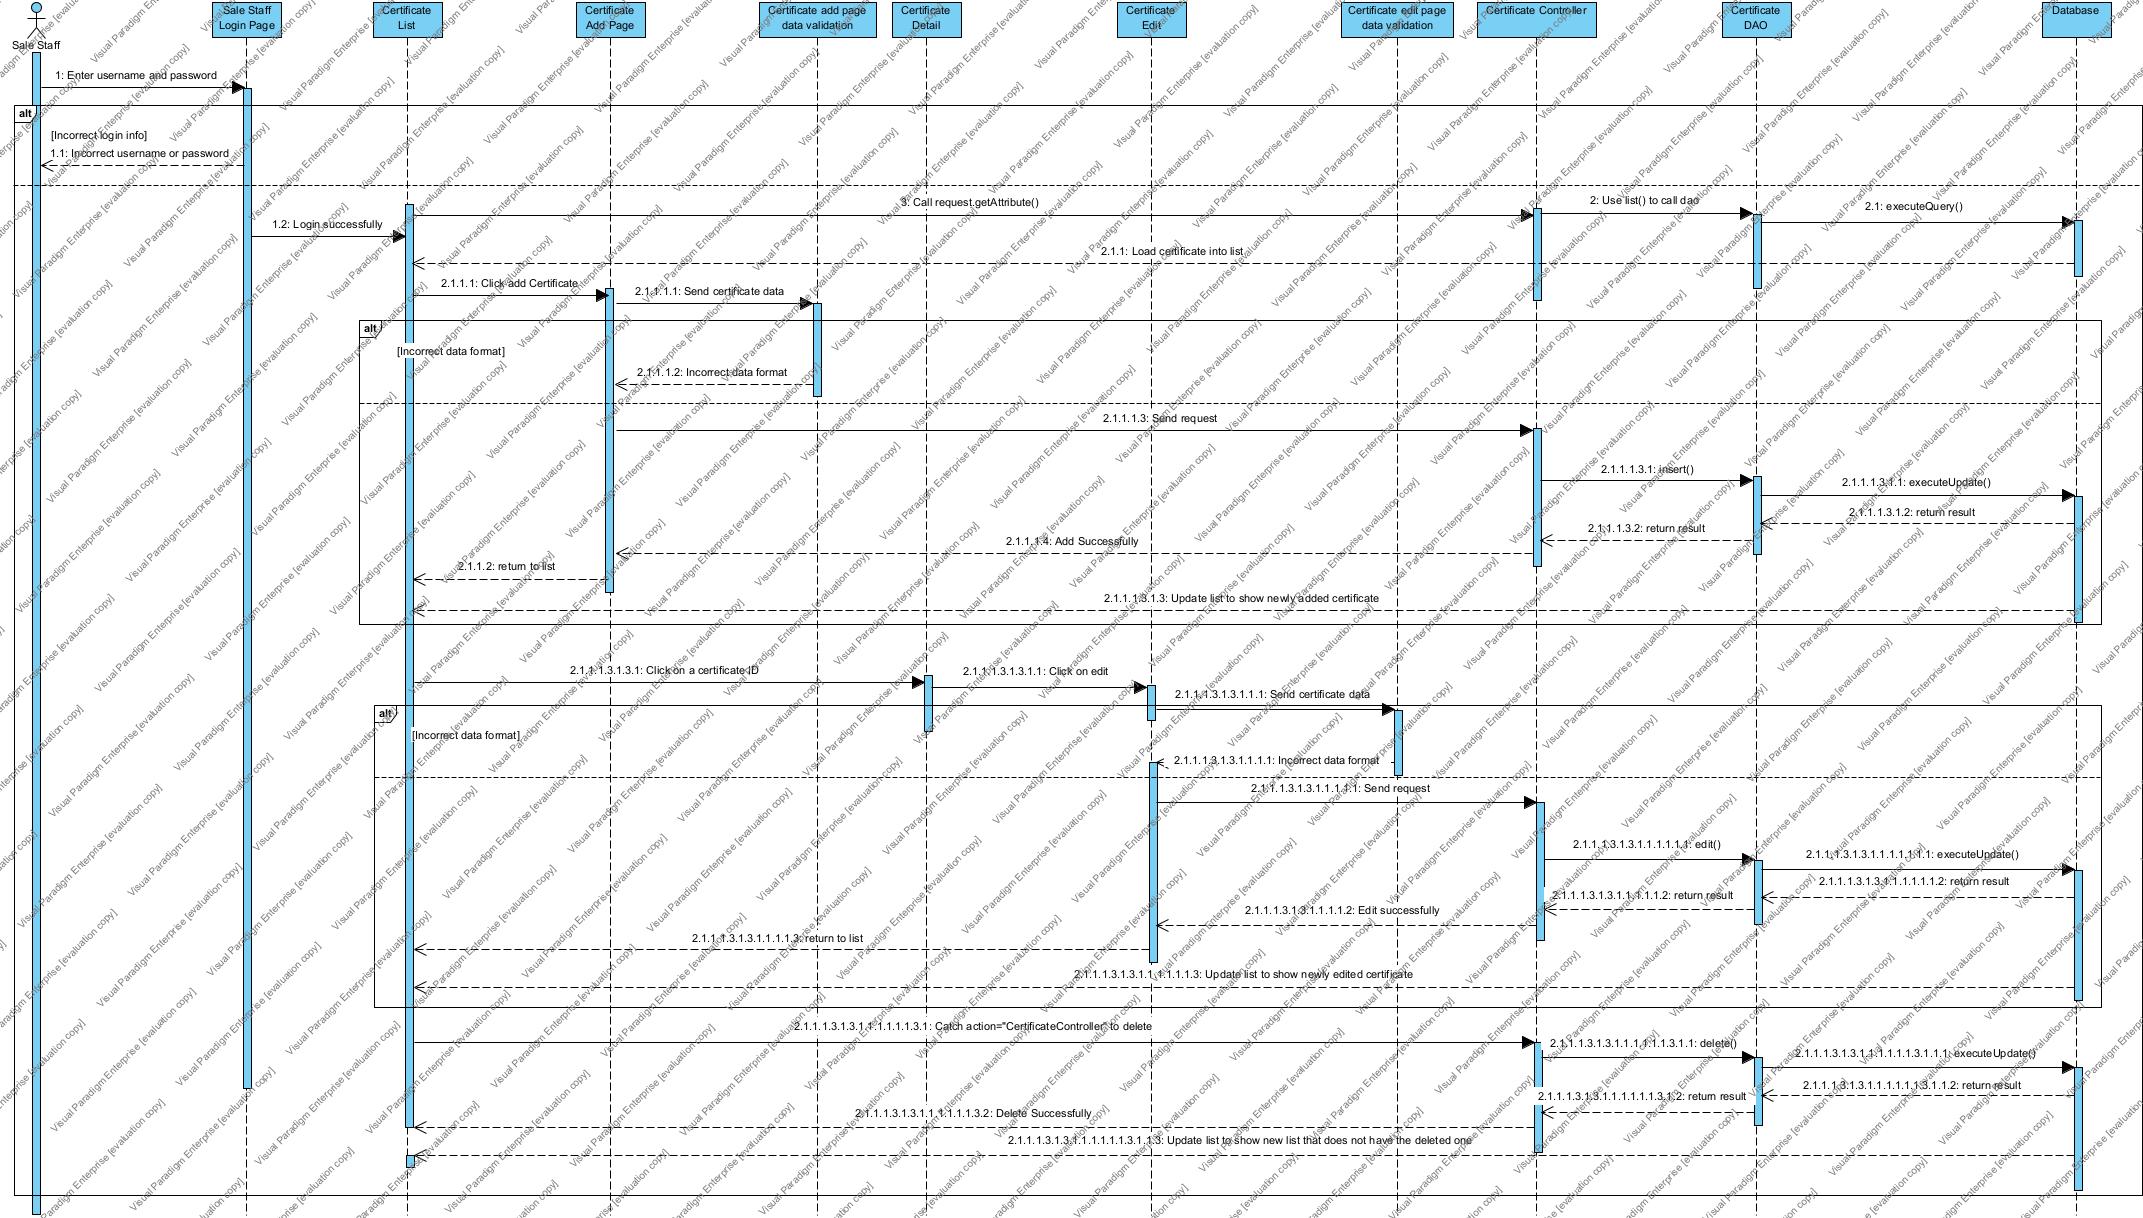 Sale Staff
Sale Staff
Login Page
Certificate
List
Certificate
Add Page
Certificate add page
data validation
Certificate
Detail
Certificate
Edit
Certificate edit page
data validation
Certificate Controller
Certificate
DAO
Database
1: Enter username and password
alt
[Incorrect login info]
1.1: Incorrect username or password
3: Call request.getAttribute()
2: Use list() to call dao
2.1: executeQuery()
1.2: Login successfully
2.1.1: Load certificate into list
2.1.1.1: Click add Certificate
2.1.1.1.1: Send certificate data
alt
[Incorrect data format]
2.1.1.1.2: Incorrect data format
2.1.1.1.3: Send request
2.1.1.1.3.1: insert()
2.1.1.1.3.1.1: executeUpdate()
2.1.1.1.3.1.2: return result
2.1.1.1.3.2: return result
2.1.1.1.4: Add Successfully
2.1.1.2: return to list
2.1.1.1.3.1.3: Update list to show newly added certificate
2.1.1.1.3.1.3.1: Click on a certificate ID
2.1.1.1.3.1.3.1.1: Click on edit
2.1.1.1.3.1.3.1.1.1: Send certificate data
alt
[Incorrect data format]
2.1.1.1.3.1.3.1.1.1.1: Incorrect data format
2.1.1.1.3.1.3.1.1.1.1.1: Send request
2.1.1.1.3.1.3.1.1.1.1.1.1: edit()
2.1.1.1.3.1.3.1.1.1.1.1.1.1: executeUpdate()
2.1.1.1.3.1.3.1.1.1.1.1.1.2: return result
2.1.1.1.3.1.3.1.1.1.1.1.2: return result
2.1.1.1.3.1.3.1.1.1.1.2: Edit successfully
2.1.1.1.3.1.3.1.1.1.1.3: return to list
2.1.1.1.3.1.3.1.1.1.1.1.1.3: Update list to show newly edited certificate
2.1.1.1.3.1.3.1.1.1.1.1.1.3.1: Catch action="CertificateController" to delete
2.1.1.1.3.1.3.1.1.1.1.1.1.3.1.1: delete()
2.1.1.1.3.1.3.1.1.1.1.1.1.3.1.1.1: executeUpdate()
2.1.1.1.3.1.3.1.1.1.1.1.1.3.1.1.2: return result
2.1.1.1.3.1.3.1.1.1.1.1.1.3.1.2: return result
2.1.1.1.3.1.3.1.1.1.1.1.1.3.2: Delete Successfully
2.1.1.1.3.1.3.1.1.1.1.1.1.3.1.1.3: Update list to show new list that does not have the deleted one
Visual Paradigm Enterprise [evaluation copy]